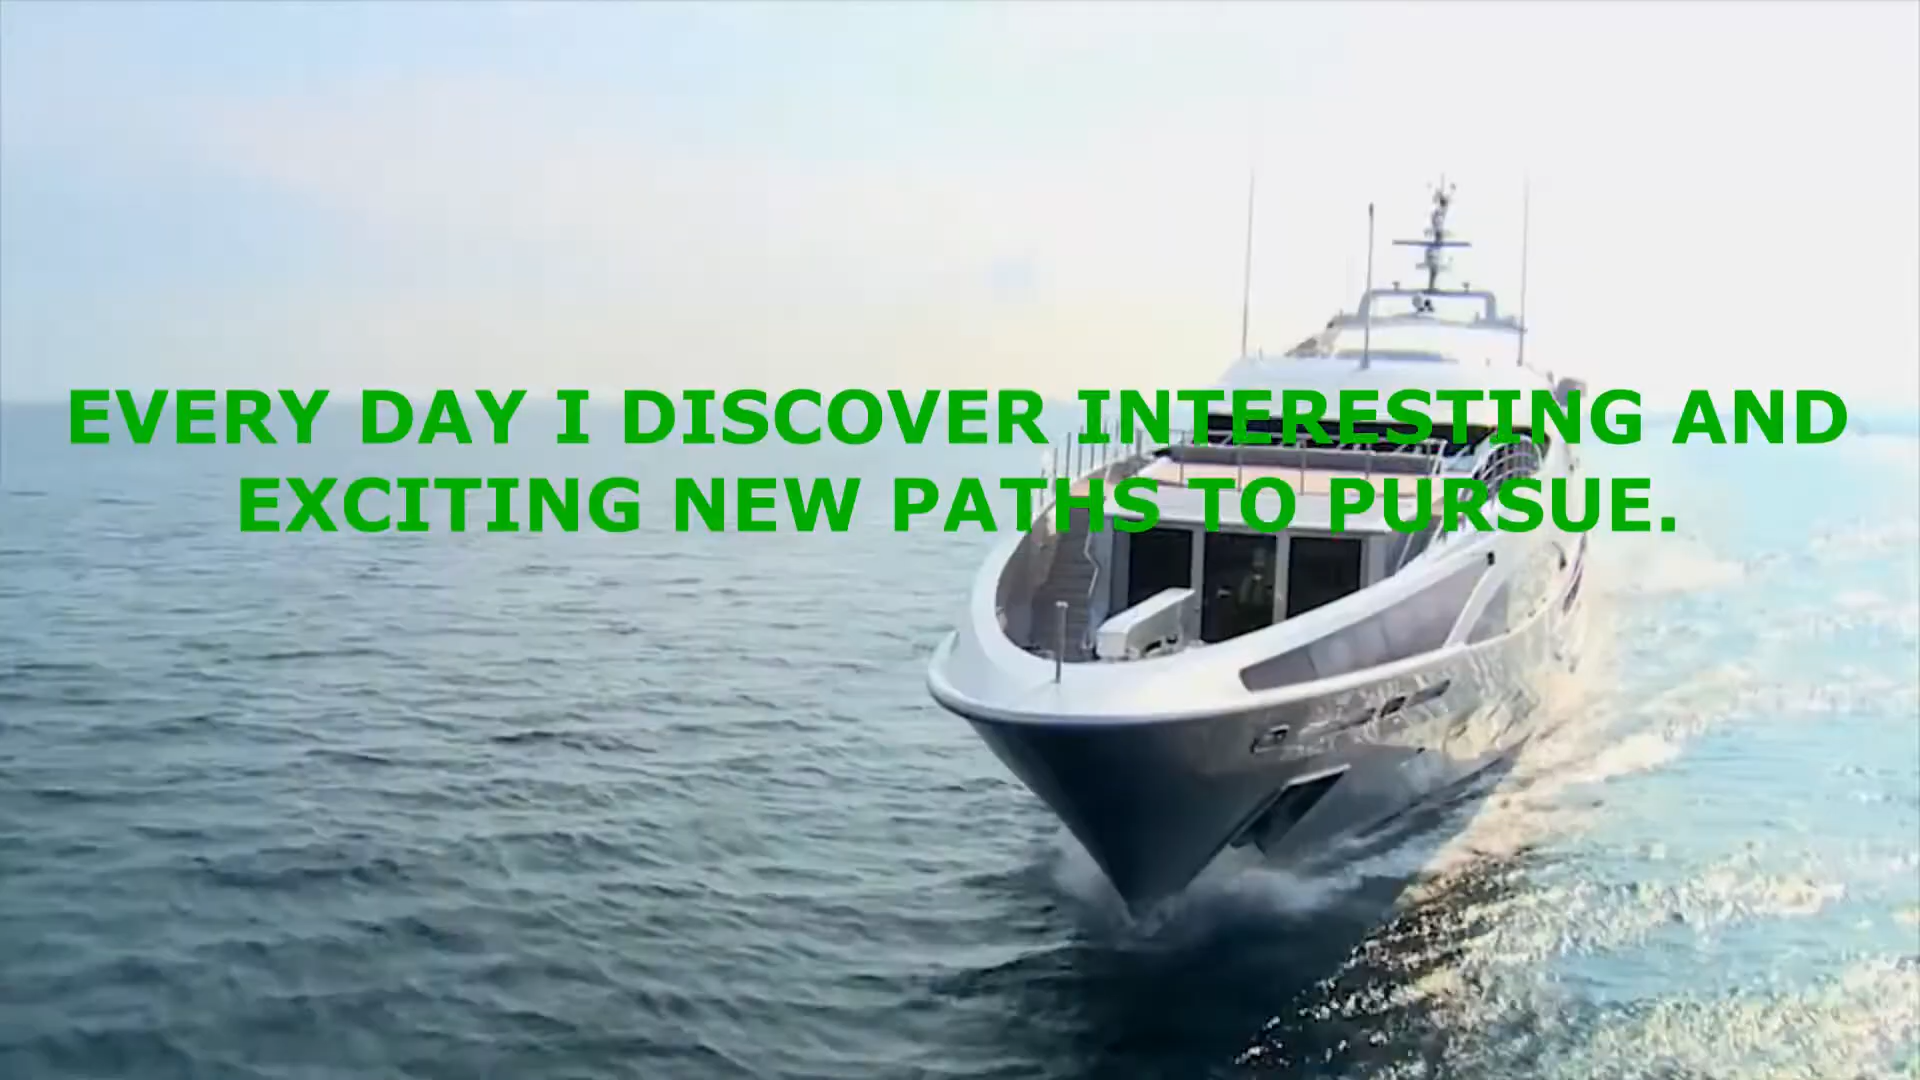 EVERY DAY I DISCOVER INTERESTING AND
EXCITING NEW PATHS TO PURSUE.